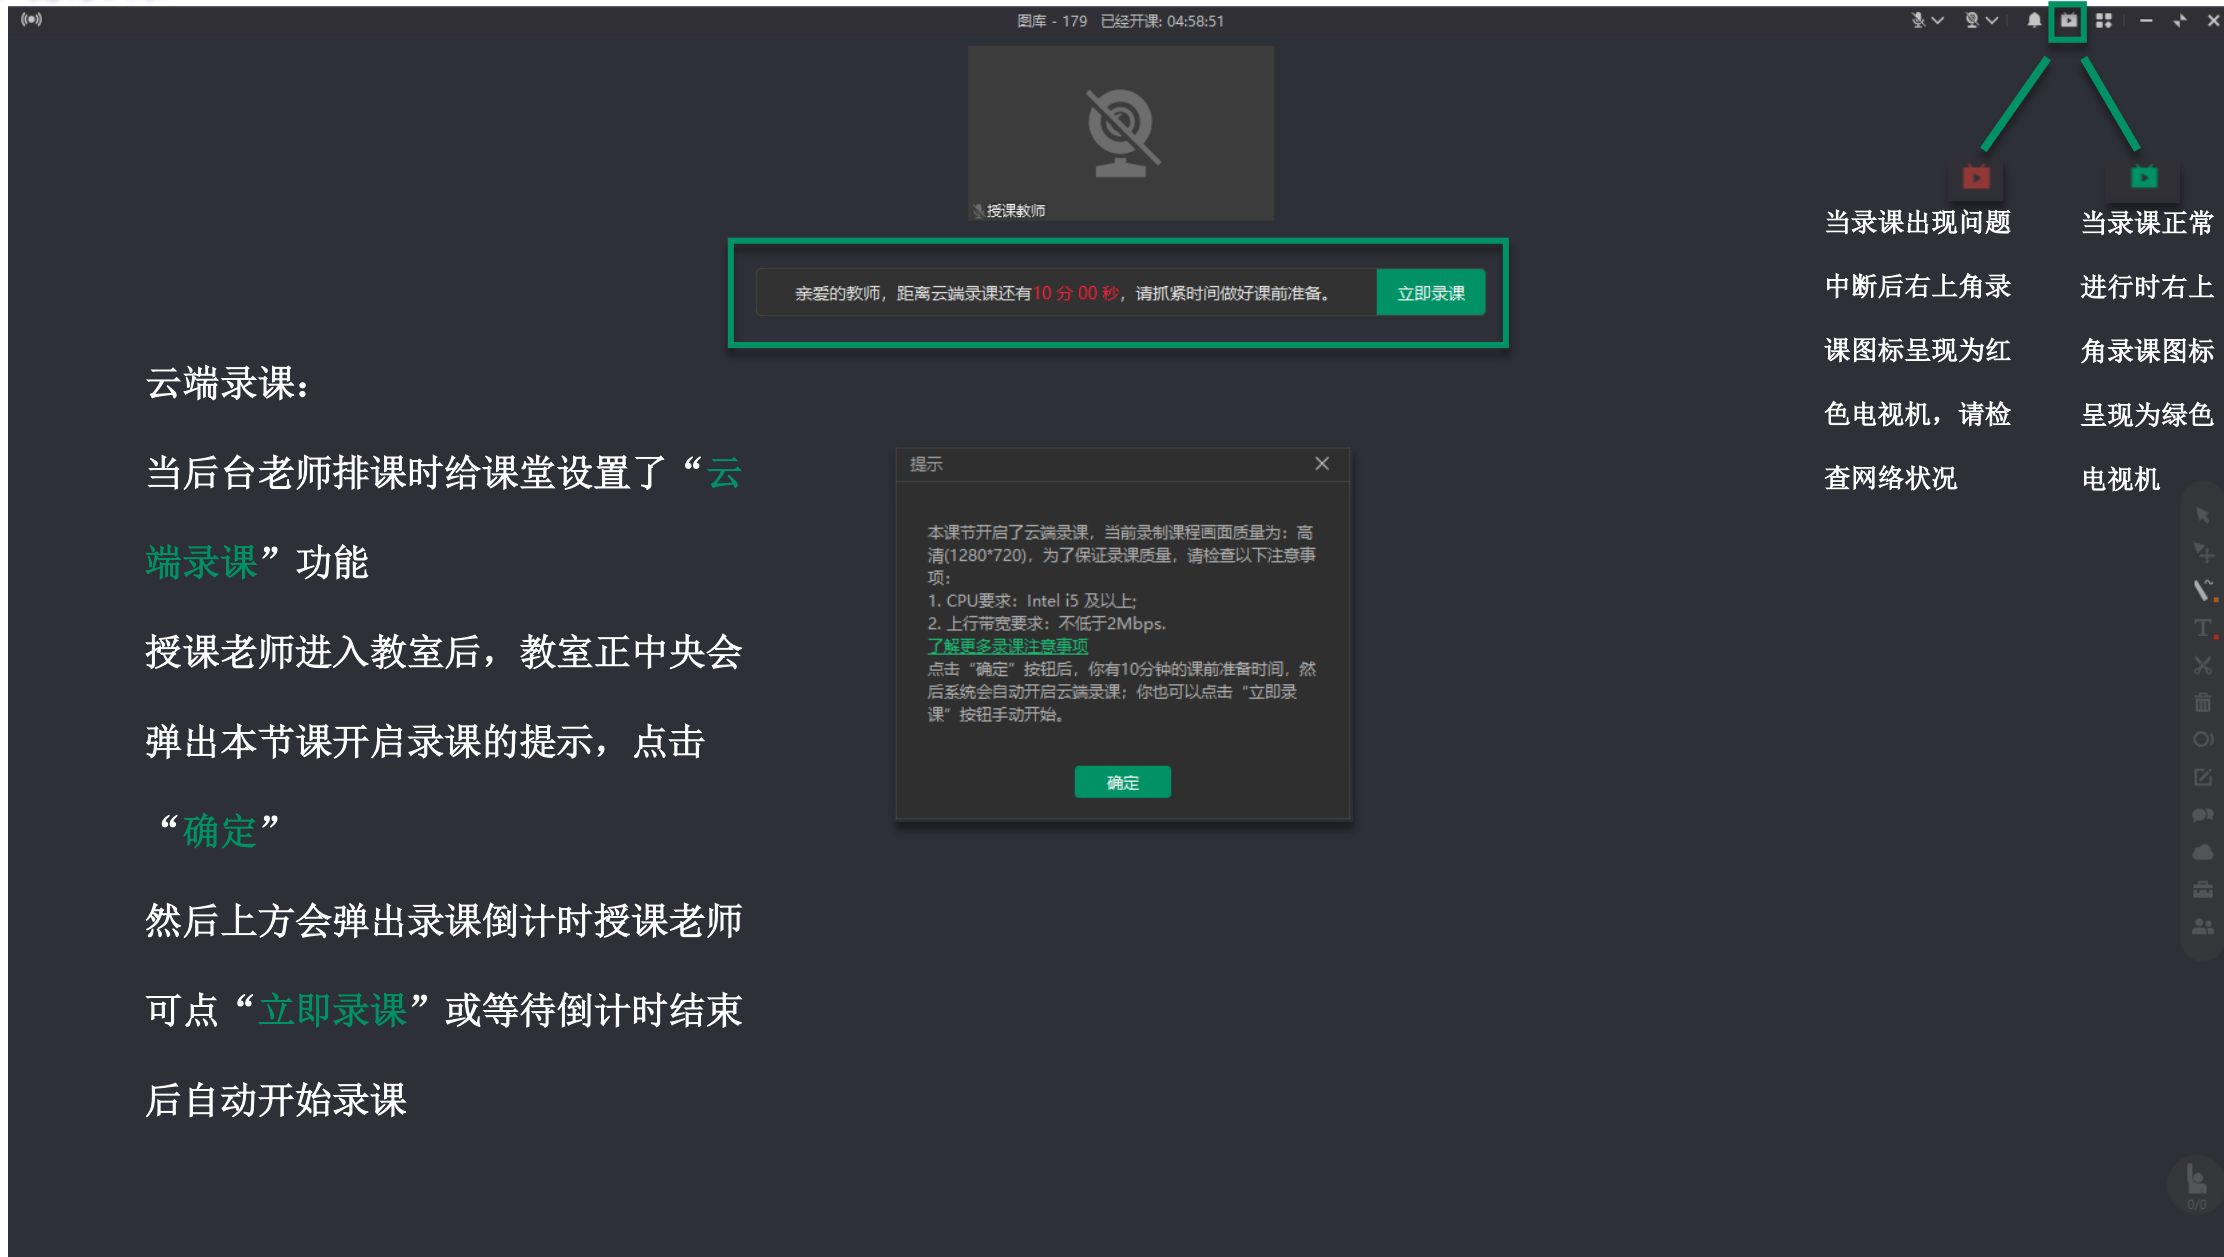 图库 - 179 已经开课: 04:58:51
授课教师
亲爱的教师，距离云端录课还有10 分 00 秒，请抓紧时间做好课前准备。
立即录课
云端录课：
当后台老师排课时给课堂设置了“云
端录课”功能
授课老师进入教室后，教室正中央会
弹出本节课开启录课的提示，点击
“确定”
然后上方会弹出录课倒计时授课老师
可点“立即录课”或等待倒计时结束
后自动开始录课
提示
本课节开启了云端录课，当前录制课程画面质量为：高
清(1280*720)，为了保证录课质量，请检查以下注意事
项：
1. CPU要求：Intel i5 及以上;
2. 上行带宽要求：不低于2Mbps.
了解更多录课注意事项
点击“确定”按钮后，你有10分钟的课前准备时间，然
后系统会自动开启云端录课；你也可以点击“立即录
课”按钮手动开始。
确定
当录课出现问题
中断后右上角录
课图标呈现为红
色电视机，请检
查网络状况
当录课正常
进行时右上
角录课图标
呈现为绿色
电视机
0/0